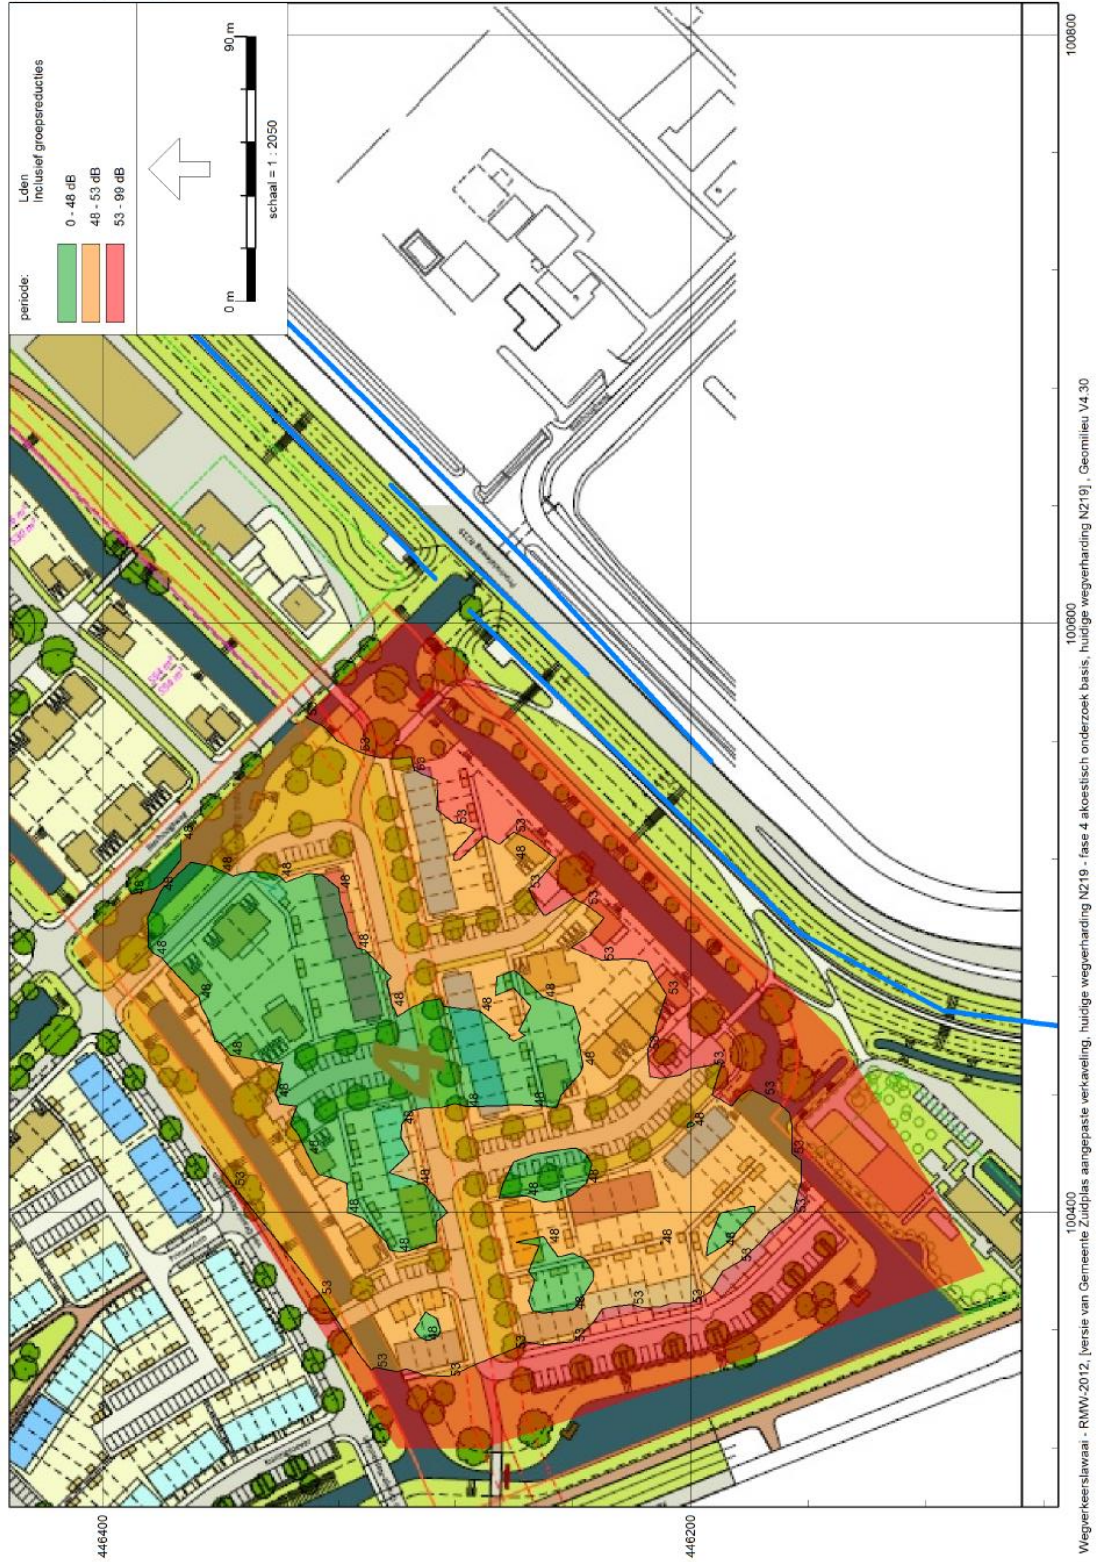 periode:
Lden
Inclusief groepsreducties
0 - 48 dB
48 - 53 dB
53 - 99 dB
0 m
90 m
schaal = 1 : 2050
4
48
53
446400
446200
100400
100600
100800
Wegverkeerslawaai - RMW-2012, [versie van Gemeente Zuidplas aangepaste verkaveling, huidige wegverharding N219 - fase 4 akoestisch onderzoek basis, huidige wegverharding N219] , Geomilieu V4.30